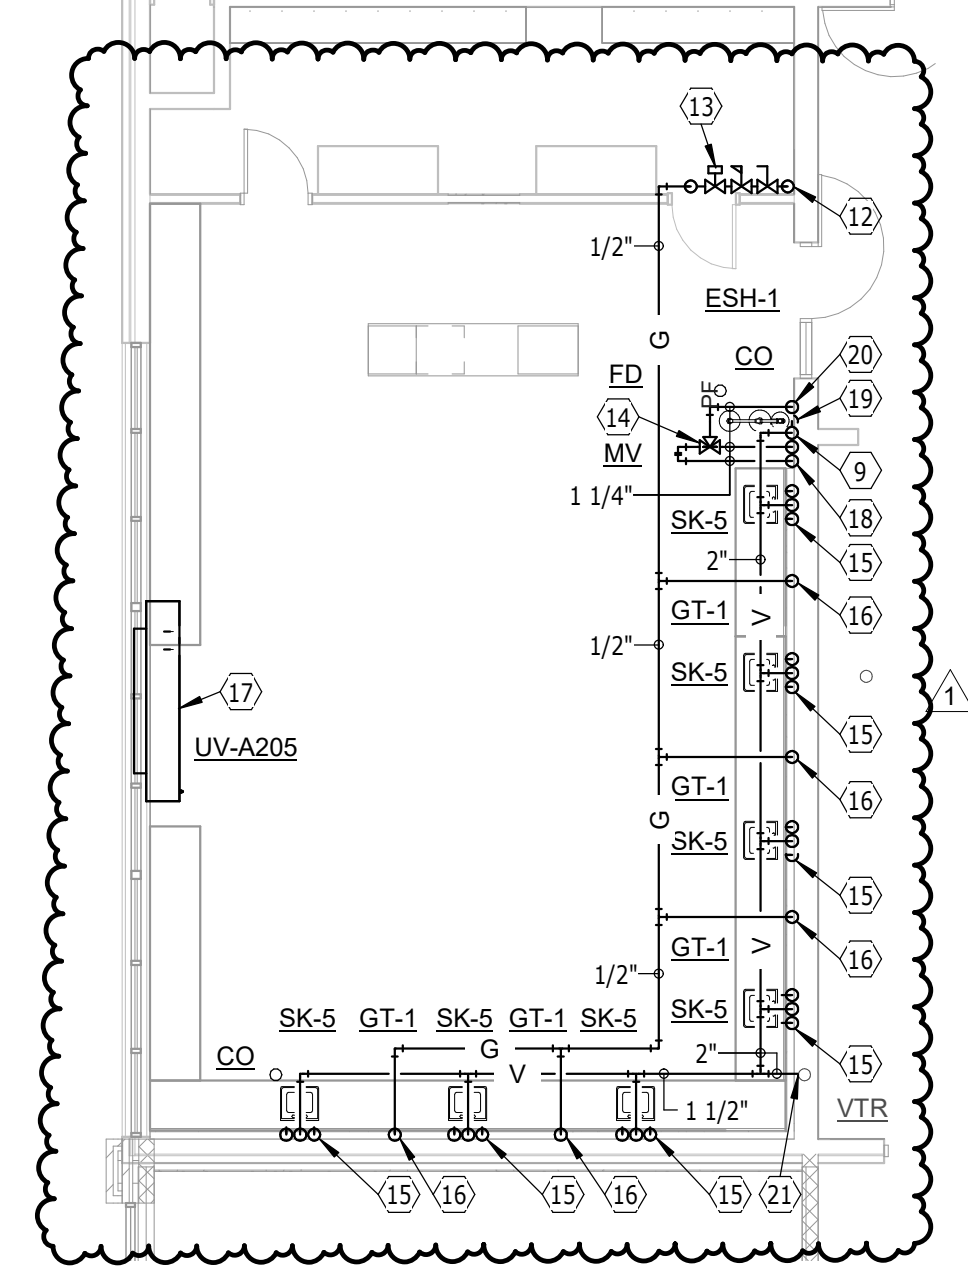 13
12
1/2"
ESH-1
G
CO
20
FD
PF
19
14
MV
9
1 1/4"
18
SK-5
15
2"
16
GT-1
V
1/2"
SK-5
17
1
15
UV-A205
GT-1
16
G
SK-5
15
GT-1
V
16
1/2"
SK-5
SK-5 GT-1 SK-5 GT-1 SK-5
G
2"
CO
15
V
1 1/2"
VTR
15
16
15
16
15
21